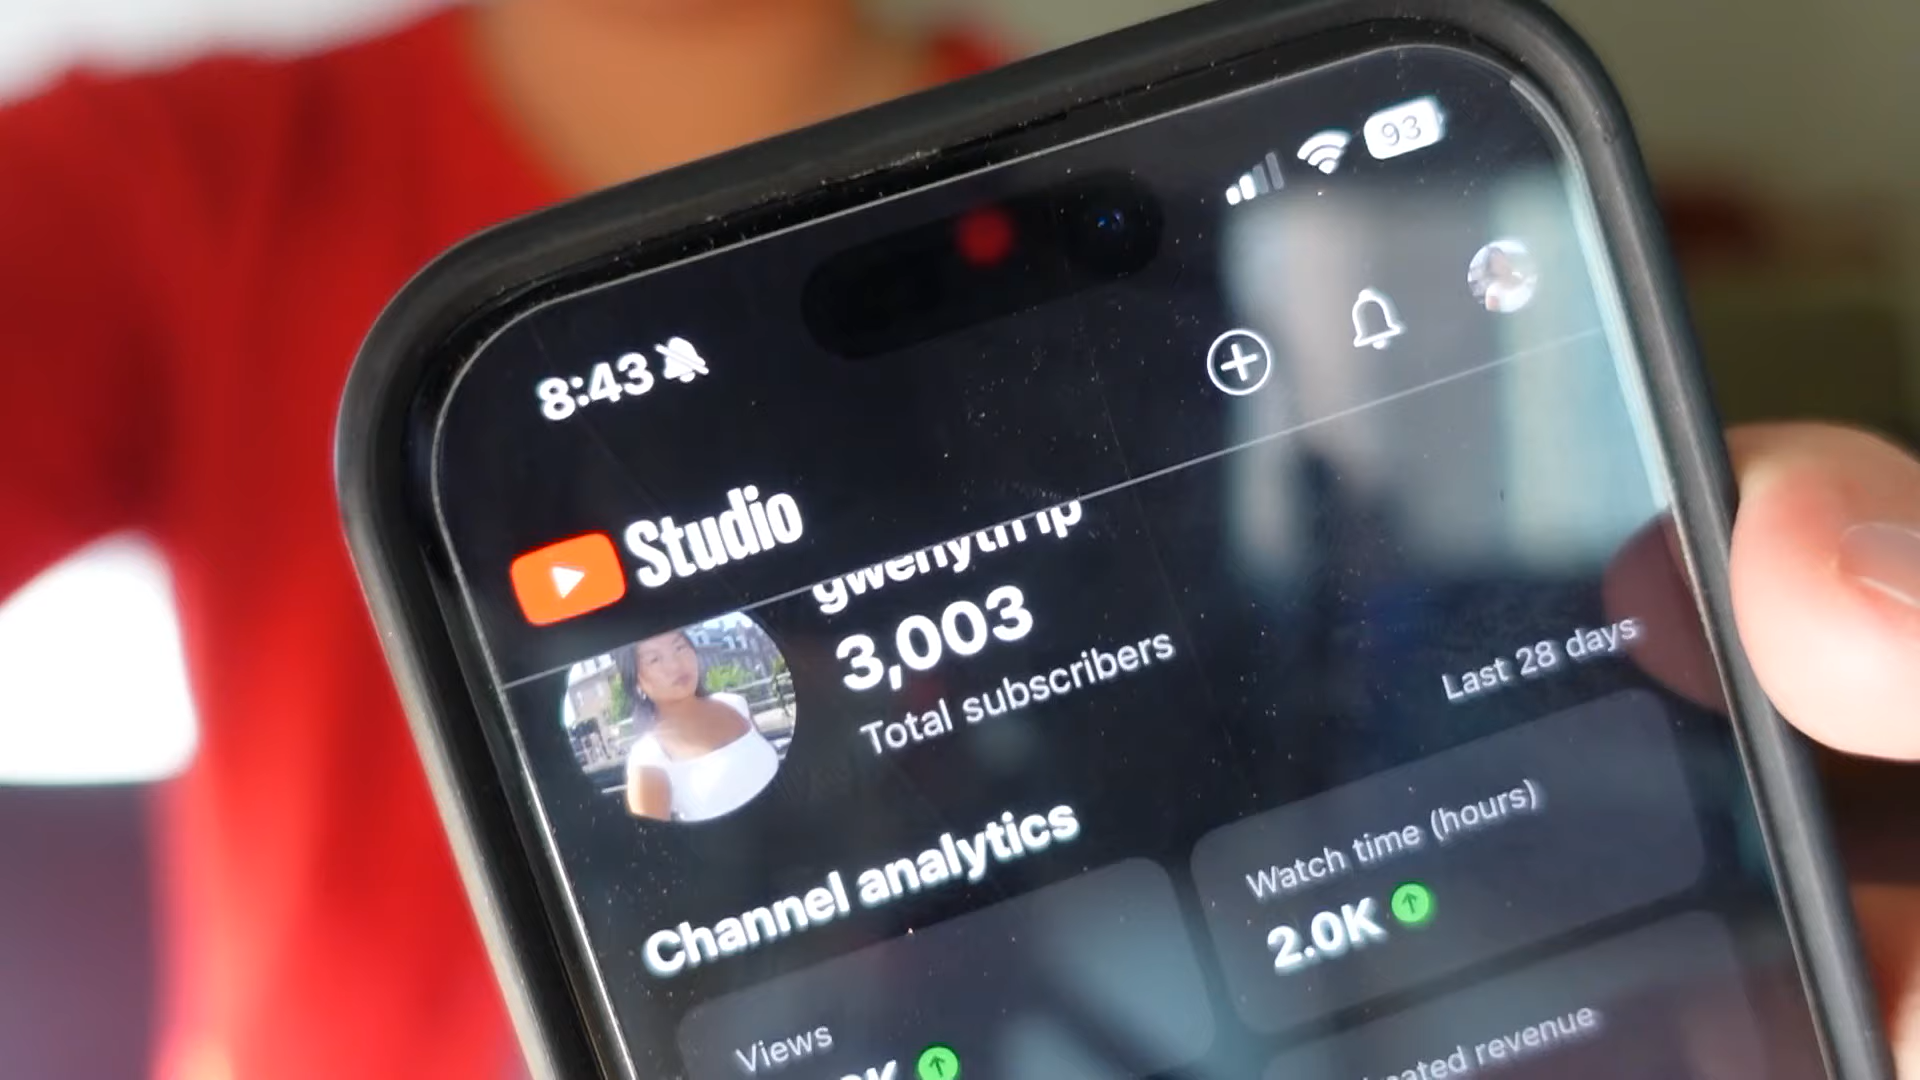 93
8:43
Studio
3,003
Total subscribers
Last 28 days
Channel analytics
Watch time (hours)
2.0K
Views
revenue